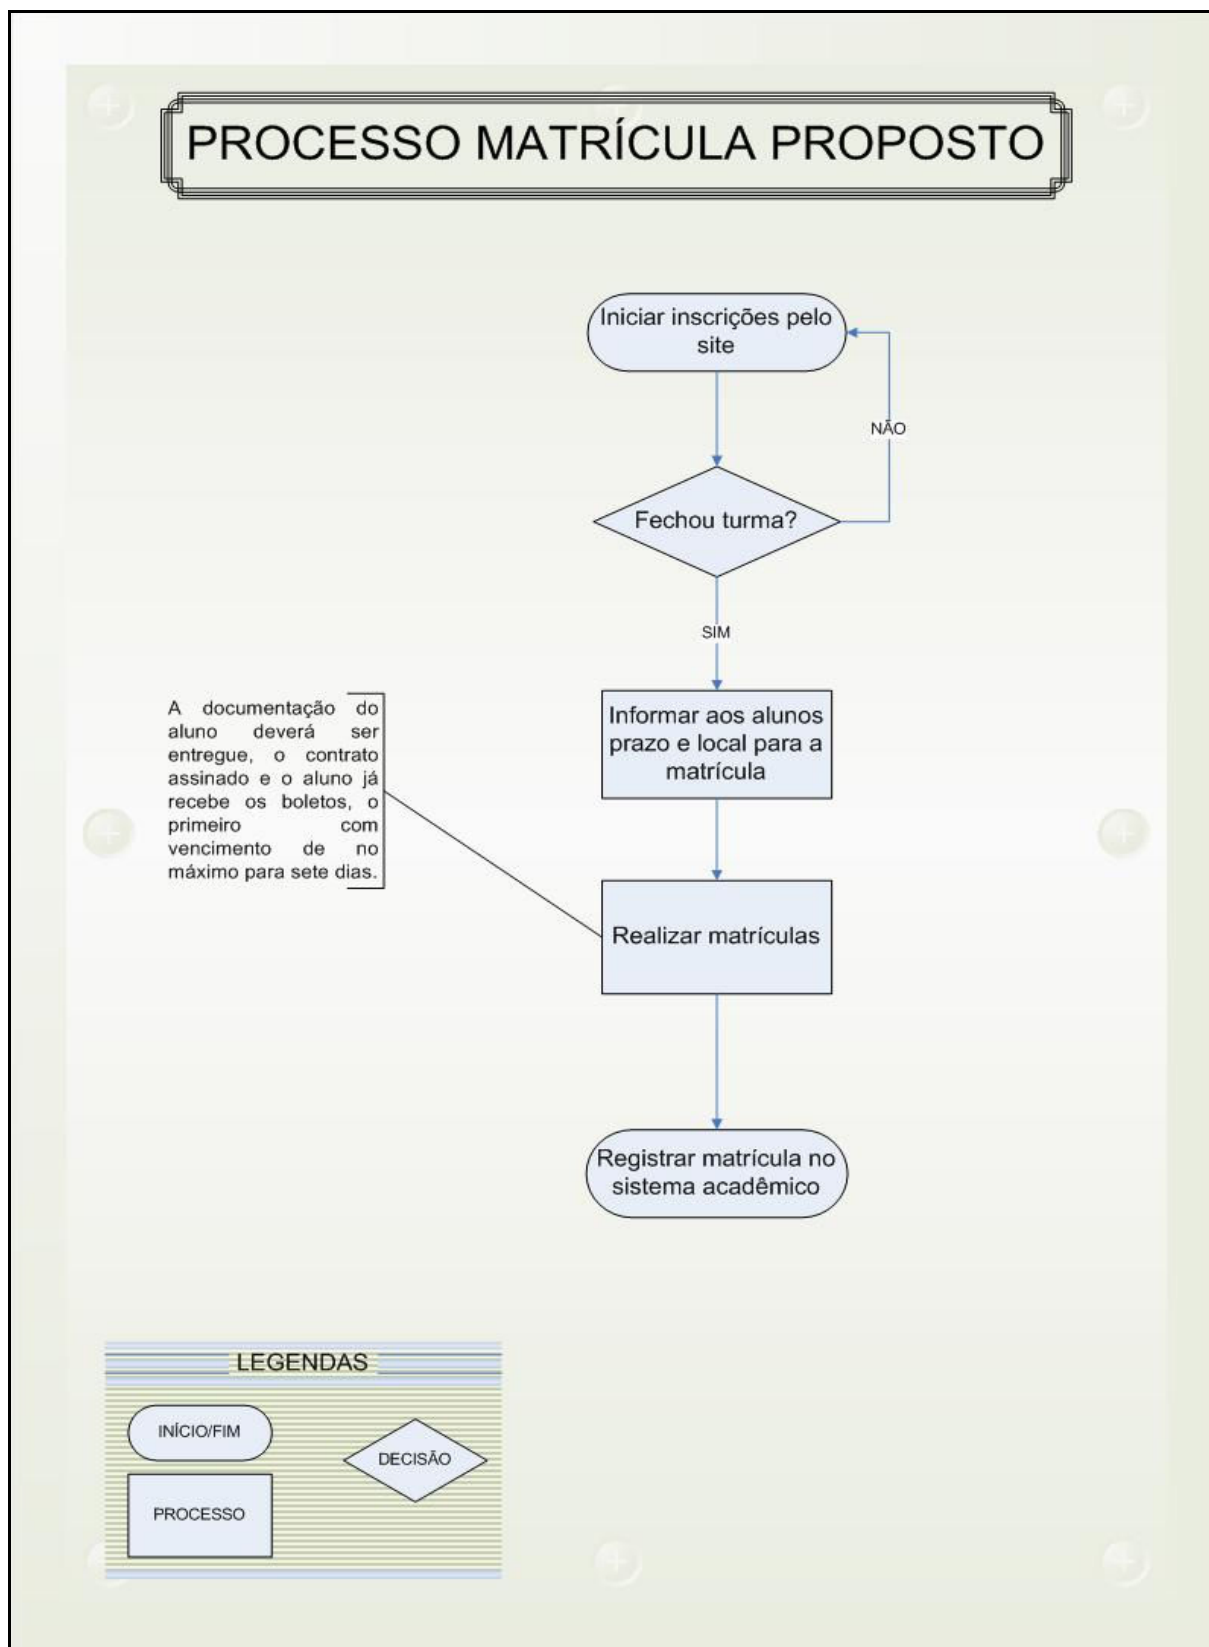 PROCESSO MATRÍCULA PROPOSTO
Iniciar inscrições pelo
site
NÃO
Fechou turma?
SIM
Informar aos alunos
prazo e local para a
matrícula
A documentação do
aluno deverá ser
entregue, o contrato
assinado e o aluno já
recebe os boletos, o
primeiro com
vencimento de no
máximo para sete dias.
Realizar matrículas
Registrar matrícula no
sistema acadêmico
LEGENDAS
INÍCIO/FIM
DECISÃO
PROCESSO